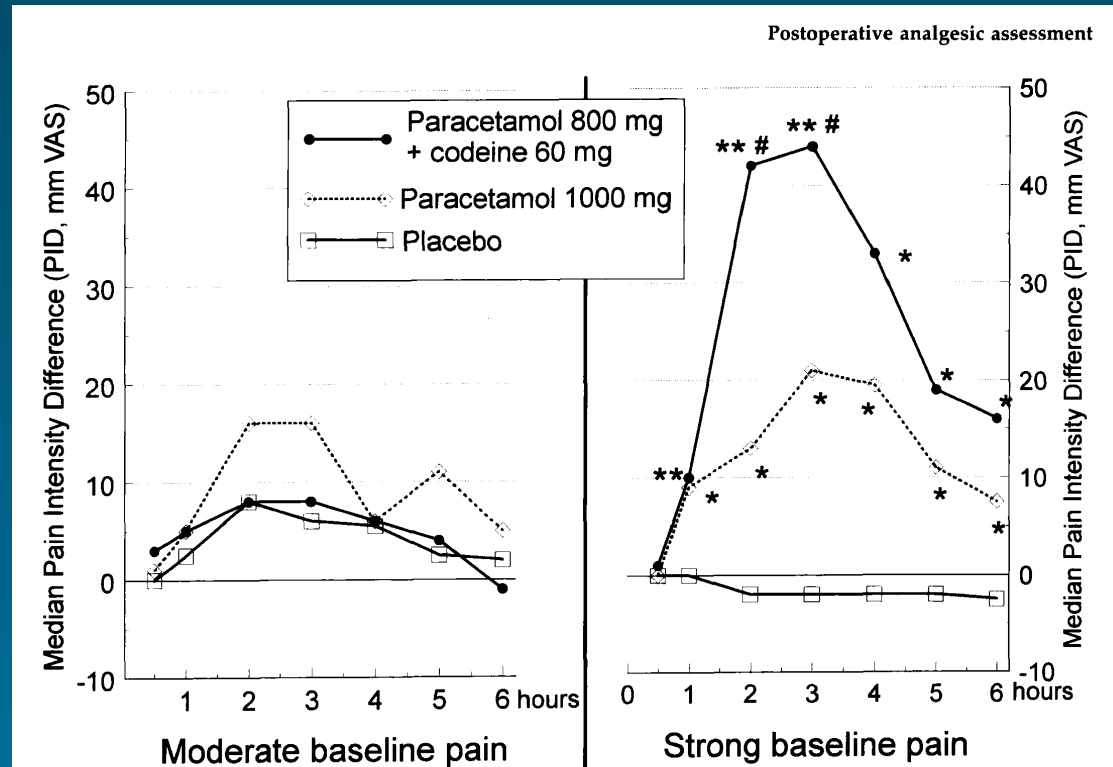 Postoperative analgesic assessment
Median Pain Intensity Difference (PID, mm VAS)
50
40
30
20
10
0
-10
Paracetamol 800 mg
+ codeine 60 mg
Paracetamol 1000 mg
Placebo
1 2 3 4 5 6 hours
Moderate baseline pain
** #
** #
*
*
*
**
*
*
*
*
*
*
50
40
30
20
10
0
-10
Median Pain Intensity Difference (PID, mm VAS)
0 1 2 3 4 5 6 hours
Strong baseline pain